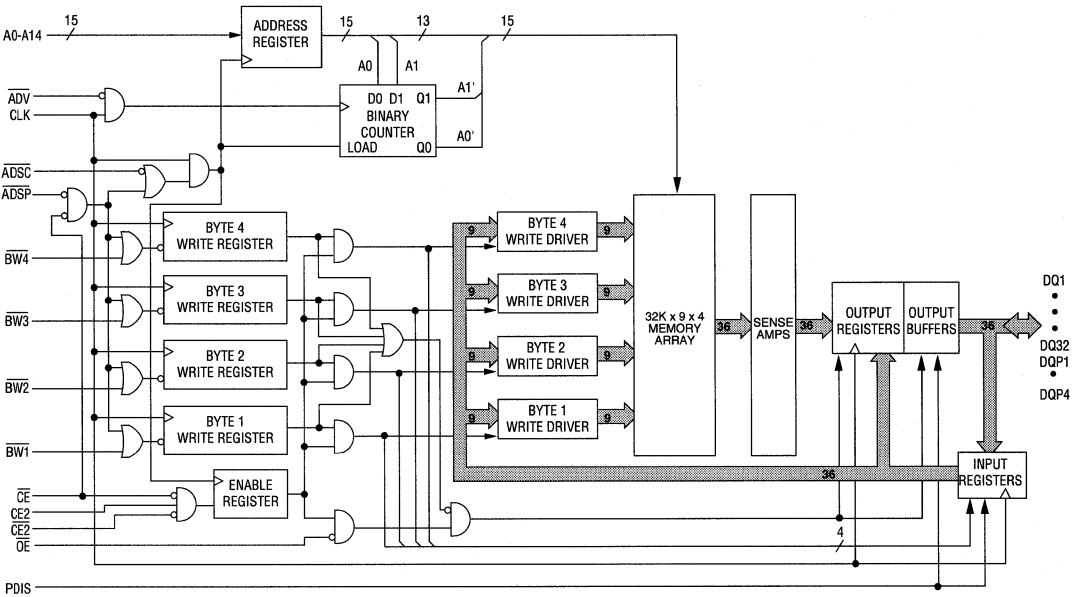 15
ADDRESS
REGISTER
15
13
15
A0-A14
A0
A1
A1'
ADV
CLK
D0 D1 Q1
BINARY
COUNTER
LOAD Q0
A0'
ADSC
ADSP
BYTE 4
WRITE REGISTER
BW4
BYTE 3
WRITE REGISTER
BW3
BYTE 2
WRITE REGISTER
BW2
BYTE 1
WRITE REGISTER
BW1
ENABLE
REGISTER
CE
CE2
CE2
OE
PDIS
9
BYTE 4
WRITE DRIVER
9
9
BYTE 3
WRITE DRIVER
9
9
BYTE 2
WRITE DRIVER
9
9
BYTE 1
WRITE DRIVER
9
32K x 9 x 4
MEMORY
ARRAY
36
SENSE
AMPS
36
OUTPUT
REGISTERS
OUTPUT
BUFFERS
36
DQ1
DQ32
DQP1
DQP4
36
INPUT
REGISTERS
4